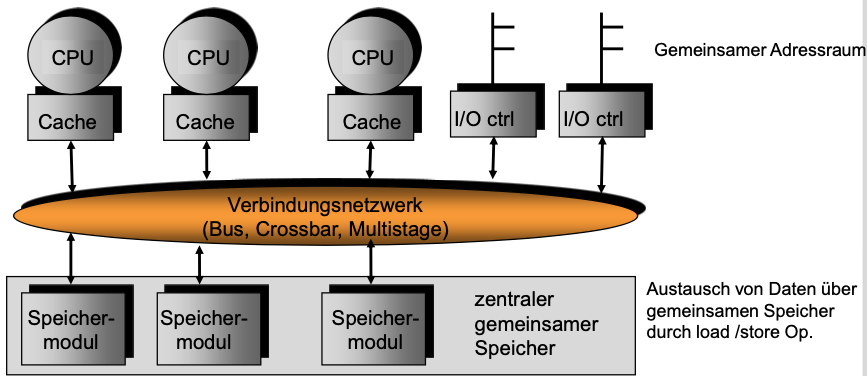 CPU
CPU
CPU
Gemeinsamer Adressraum
Cache
Cache
Cache
I/O ctrl
I/O ctrl
Verbindungsnetzwerk
(Bus, Crossbar, Multistage)
Speicher-
modul
Speicher-
modul
Speicher-
modul
zentraler
gemeinsamer
Speicher
Austausch von Daten über
gemeinsamen Speicher
durch load /store Op.